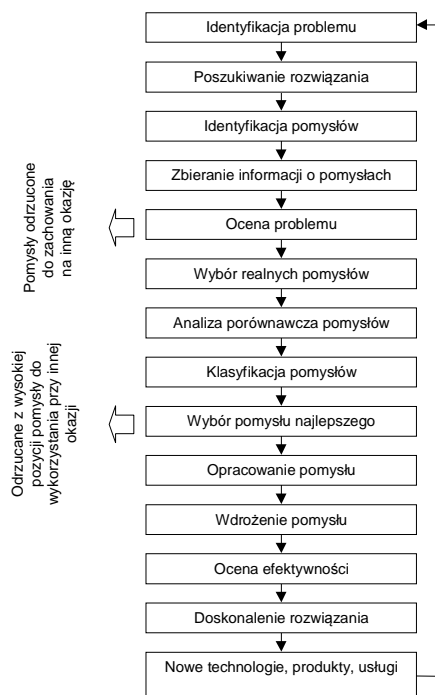 Identyfikacja problemu
Poszukiwanie rozwiązania
Identyfikacja pomysłów
Zbieranie informacji o pomysłach
Pomysły odrzucone
do zachowania
na inną okazję
Ocena problemu
Wybór realnych pomysłów
Analiza porównawcza pomysłów
Klasyfikacja pomysłów
Odrzucane z wysokiej
pozycji pomysły do
wykorzystania przy innej
okazji
Wybór pomysłu najlepszego
Opracowanie pomysłu
Wdrożenie pomysłu
Ocena efektywności
Doskonalenie rozwiązania
Nowe technologie, produkty, usługi